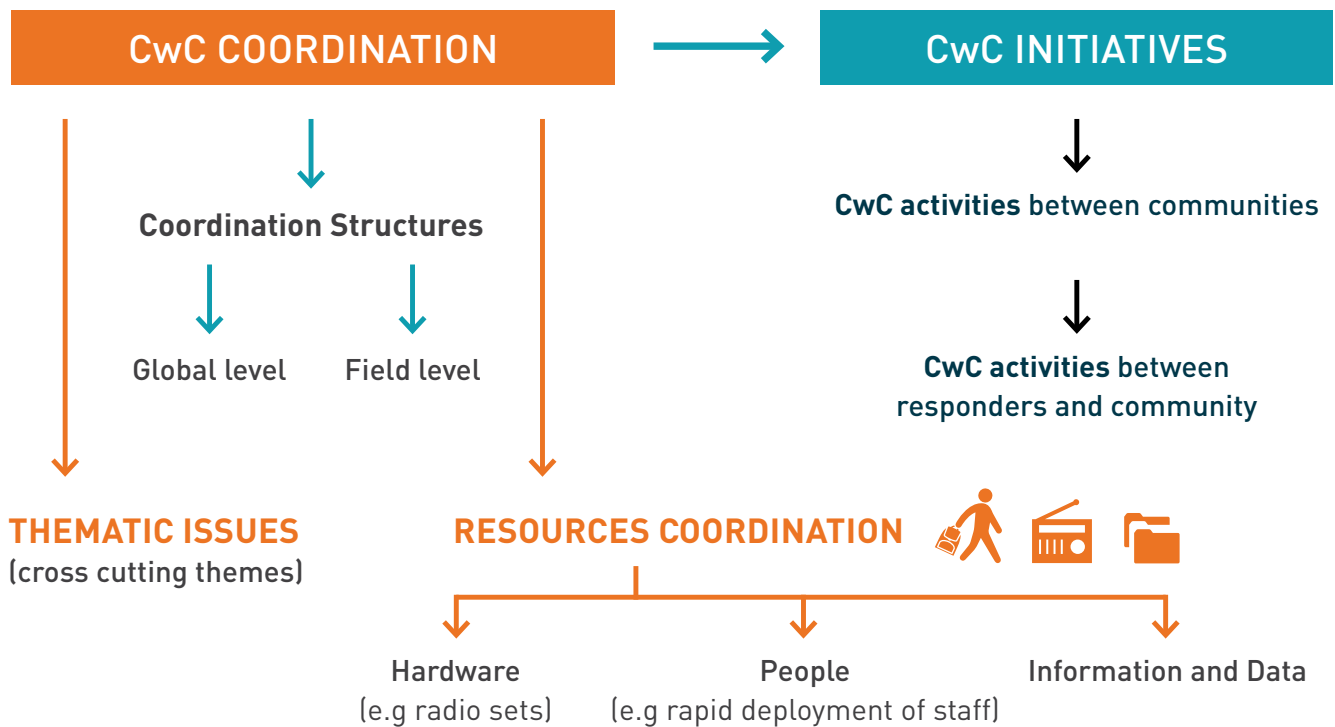 CwC COORDINATION
CwC INITIATIVES
Coordination Structures
Global level
Field level
CwC activities between communities
CwC activities between
responders and community
THEMATIC ISSUES
(cross cutting themes)
RESOURCES COORDINATION
Hardware
(e.g radio sets)
People
(e.g rapid deployment of staff)
Information and Data